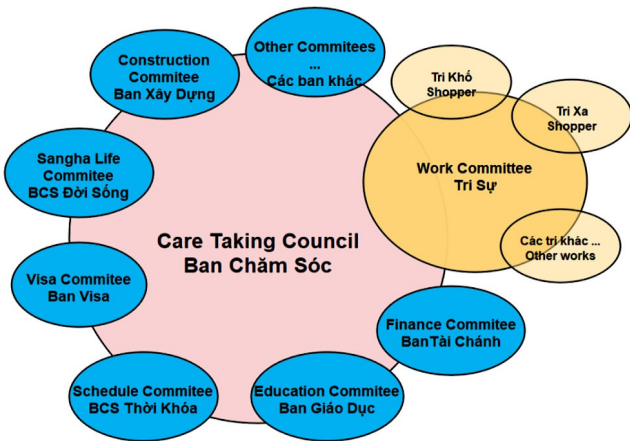 Construction
Commitee
Ban Xây Dựng
Other Commitees
...
Các ban khác
Tri Khố
Shopper
Tri Xa
Shopper
Sangha Life
Commitee
BCS Đời Sống
Work Committee
Tri Sự
Care Taking Council
Ban Chăm Sóc
Các tri khác ...
Other works
Visa Commitee
Ban Visa
Finance Commitee
BanTài Chánh
Schedule Commitee
BCS Thời Khóa
Education Commitee
Ban Giáo Dục